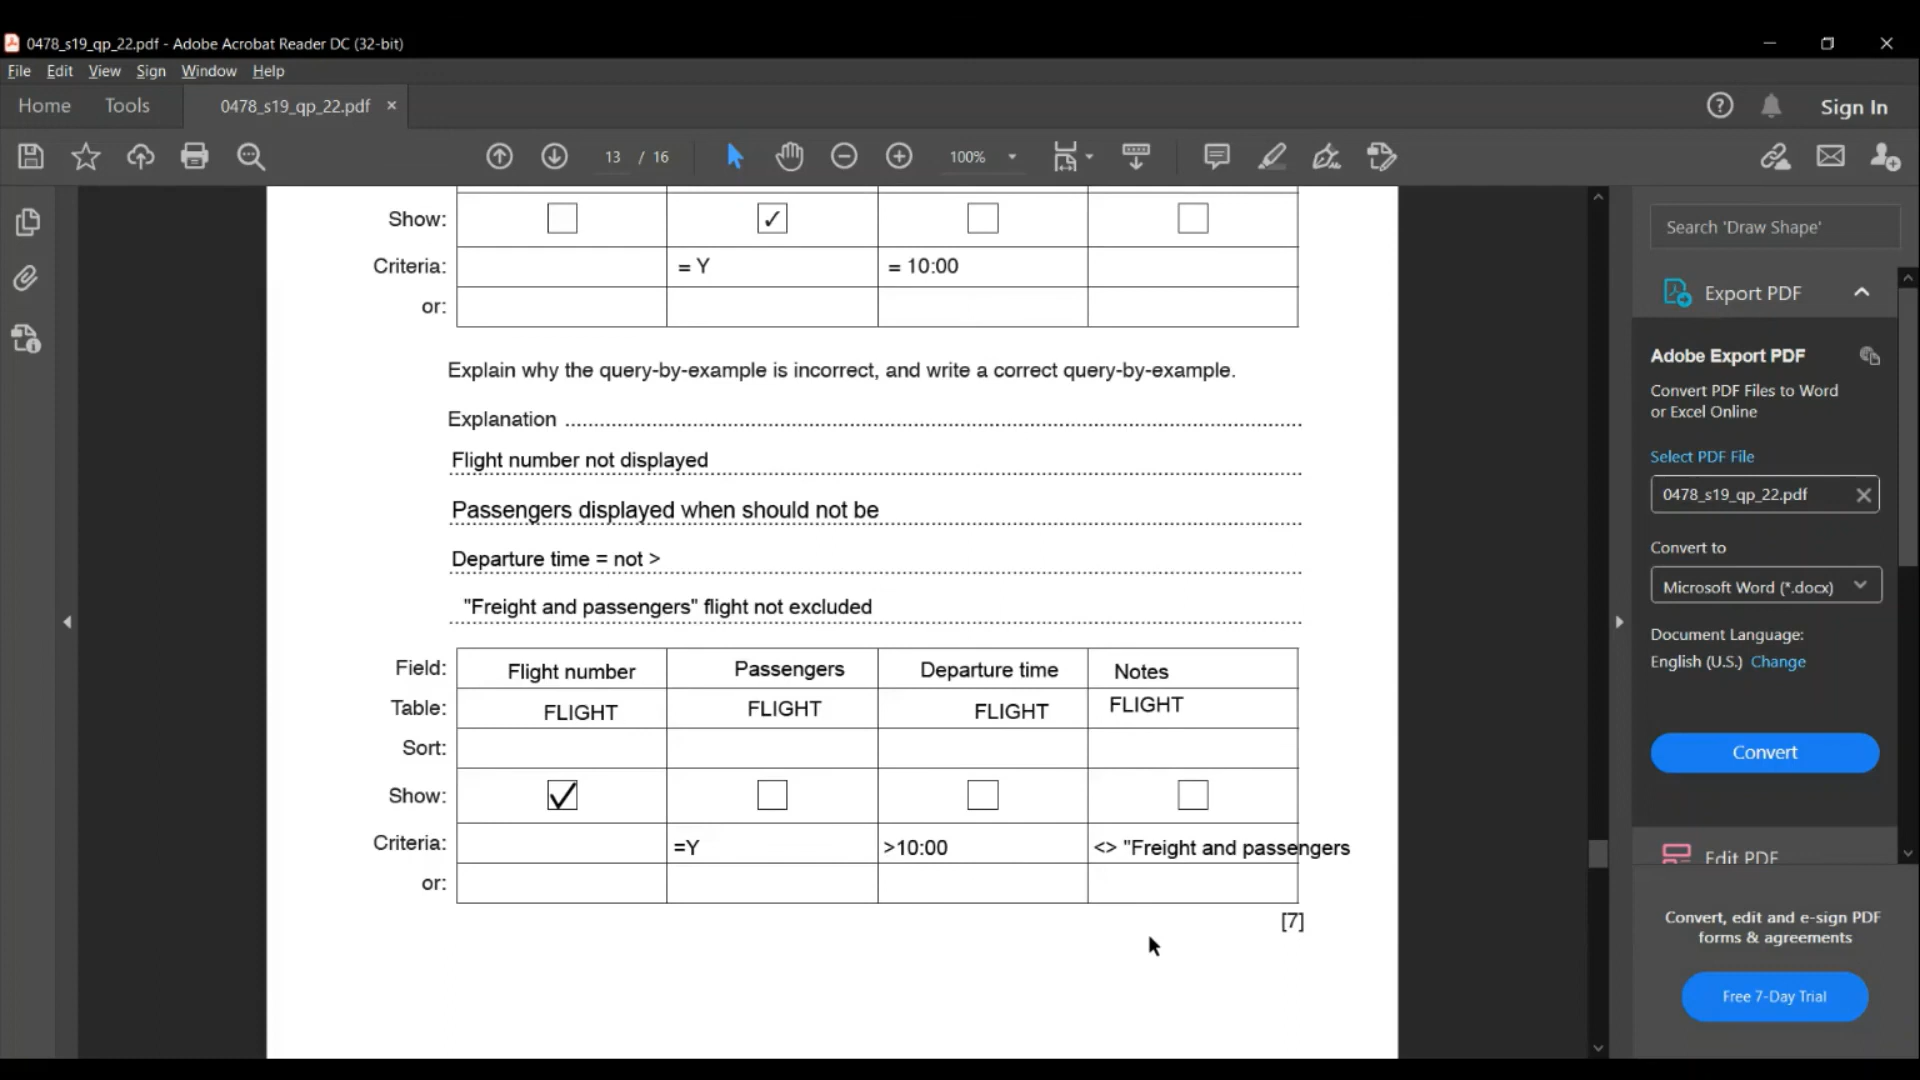 0478_s19_qp_22.pdf - Adobe Acrobat Reader DC (32-bit)
File Edit View Sign Window Help
Home Tools 0478_s19_qp_22.pdf × Sign In
13 / 16 100%
Show: ✓
Criteria: = Y = 10:00
or:
Explain why the query-by-example is incorrect, and write a correct query-by-example.
Explanation ................................................................
Flight number not displayed
Passengers displayed when should not be
Departure time = not >
"Freight and passengers" flight not excluded
Field: Flight number Passengers Departure time Notes
Table: FLIGHT FLIGHT FLIGHT FLIGHT
Sort:
Show: ✓
Criteria: =Y >10:00 <> "Freight and passengers
or:
[7]
Search 'Draw Shape'
Export PDF
Adobe Export PDF
Convert PDF Files to Word
or Excel Online
Select PDF File
0478_s19_qp_22.pdf
Convert to
Microsoft Word (*.docx)
Document Language:
English (U.S.) Change
Convert
Edit PDF
Convert, edit and e-sign PDF
forms & agreements
Free 7-Day Trial